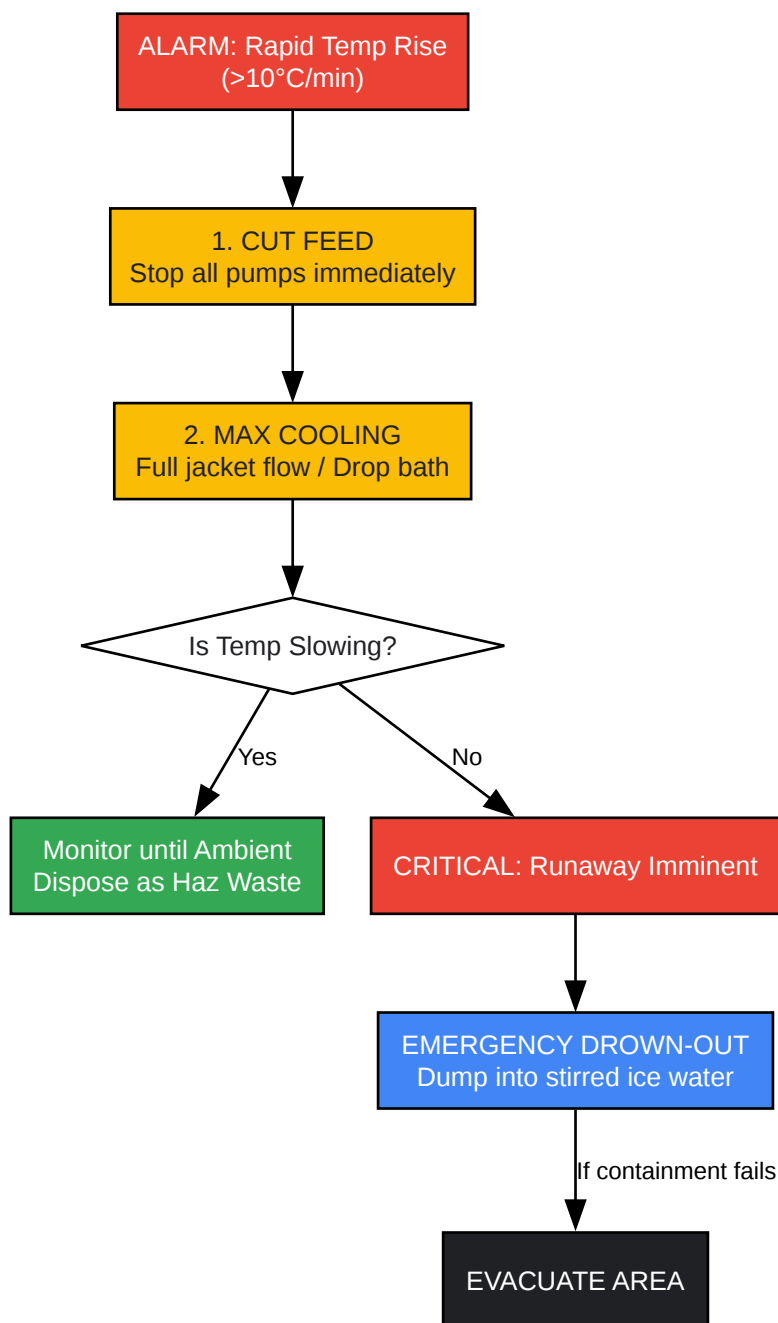 ALARM: Rapid Temp Rise
(>10°C/min)
1. CUT FEED
Stop all pumps immediately
2. MAX COOLING
Full jacket flow / Drop bath
Is Temp Slowing?
Yes
No
Monitor until Ambient
Dispose as Haz Waste
CRITICAL: Runaway Imminent
EMERGENCY DROWN-OUT
Dump into stirred ice water
If containment fails
EVACUATE AREA